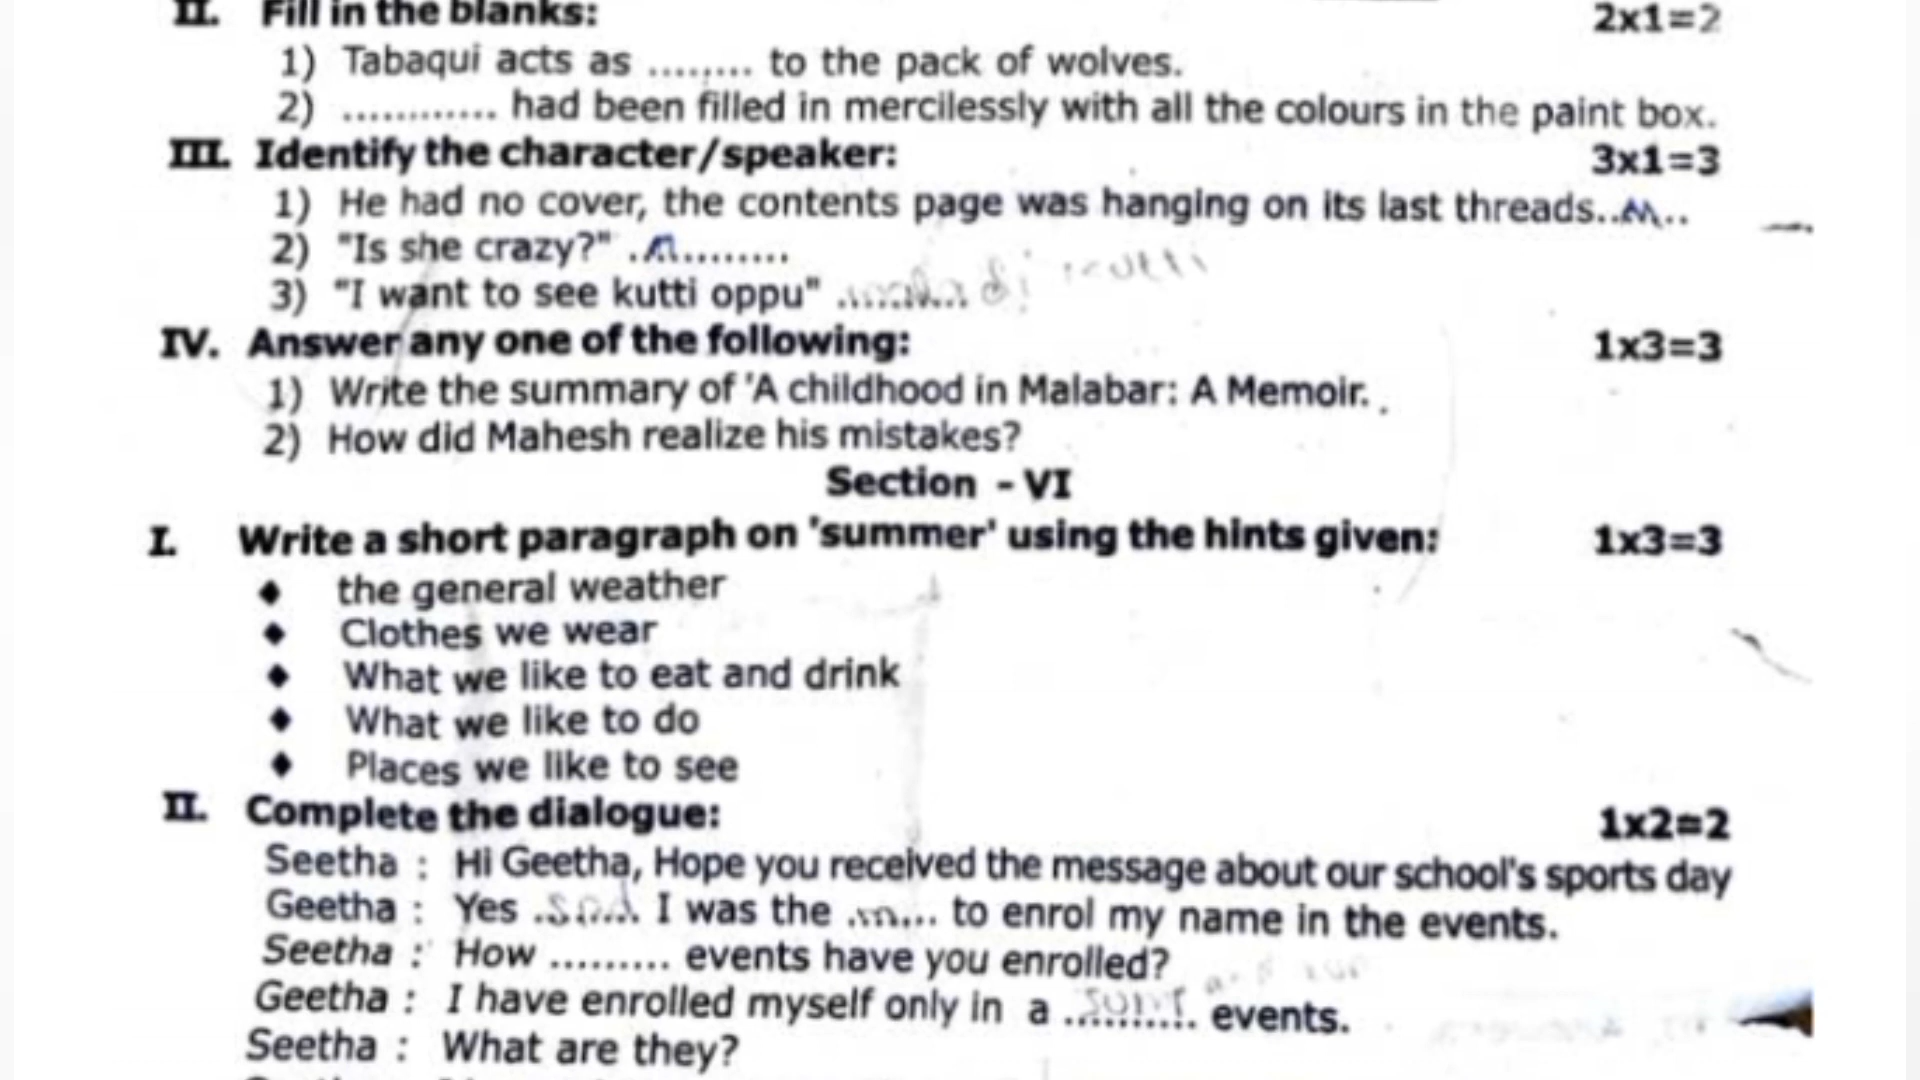 II. Fill in the blanks: 2x1=2
1) Tabaqui acts as ........ to the pack of wolves.
2) ............ had been filled in mercilessly with all the colours in the paint box.
III. Identify the character/speaker: 3x1=3
1) He had no cover, the contents page was hanging on its last threads..M..
2) "Is she crazy?" ...........
3) "I want to see kutti oppu" ...........
IV. Answer any one of the following: 1x3=3
1) Write the summary of 'A childhood in Malabar: A Memoir.
2) How did Mahesh realize his mistakes?
Section - VI
I. Write a short paragraph on 'summer' using the hints given: 1x3=3
♦ the general weather
♦ Clothes we wear
♦ What we like to eat and drink
♦ What we like to do
♦ Places we like to see
II. Complete the dialogue: 1x2=2
Seetha : Hi Geetha, Hope you received the message about our school's sports day
Geetha : Yes ........ I was the ........ to enrol my name in the events.
Seetha : How ......... events have you enrolled?
Geetha : I have enrolled myself only in a .......... events.
Seetha : What are they?